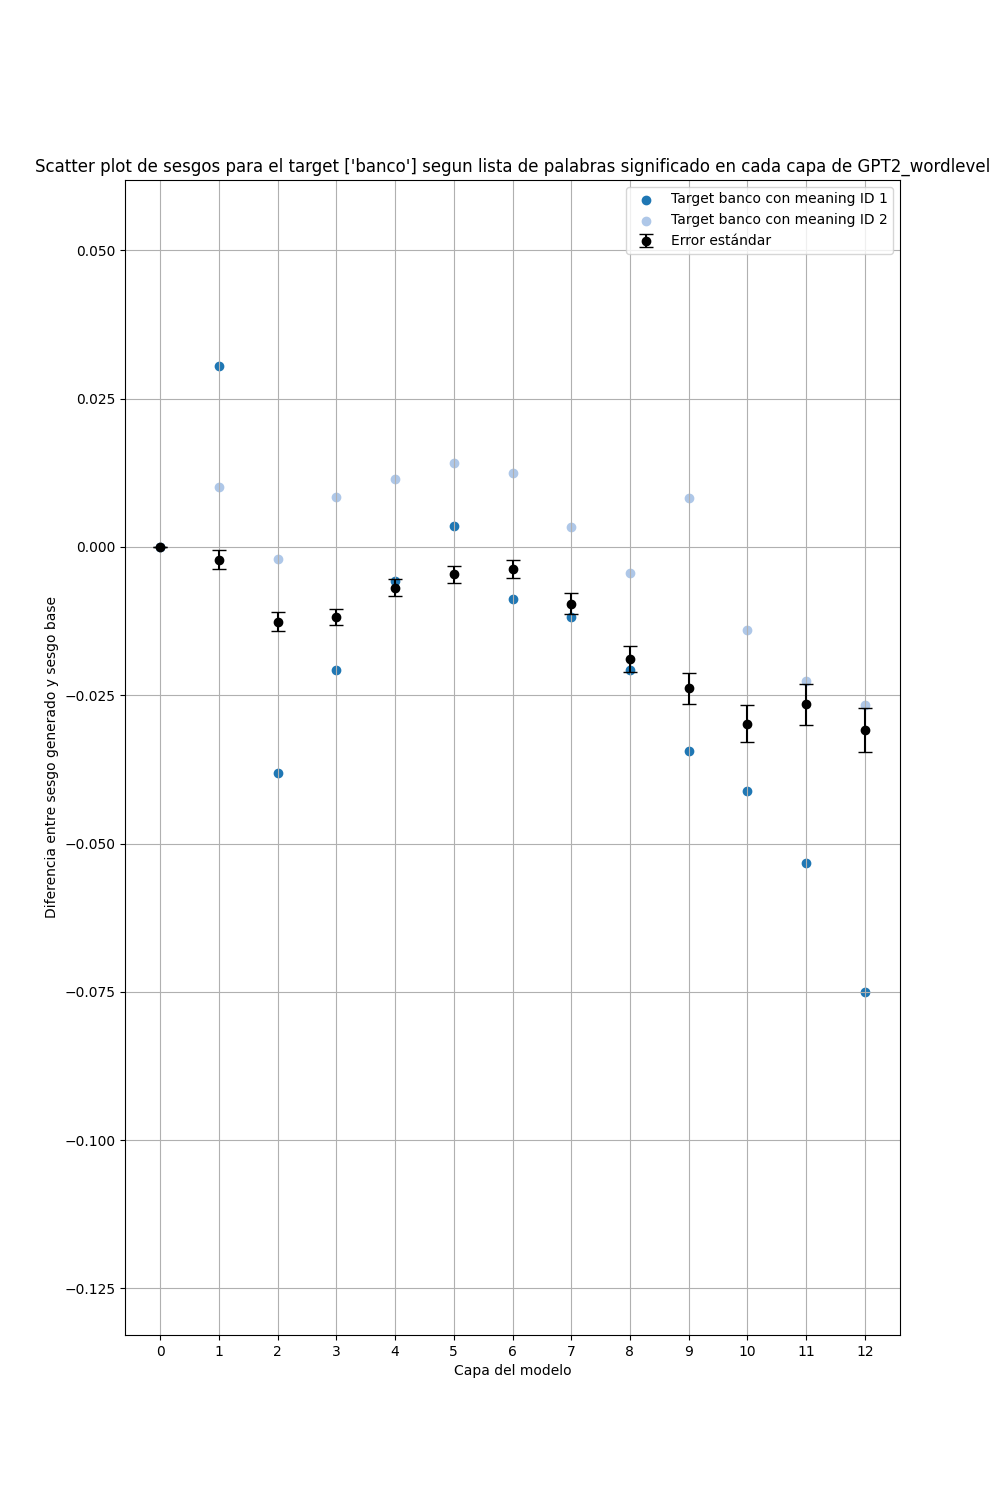 Scatter plot de sesgos para el target ['banco'] segun lista de palabras significado en cada capa de GPT2_wordlevel
Target banco con meaning ID 1
Target banco con meaning ID 2
Error estándar
0.050
0.025
0.000
−0.025
−0.050
−0.075
−0.100
−0.125
Diferencia entre sesgo generado y sesgo base
0 1 2 3 4 5 6 7 8 9 10 11 12
Capa del modelo